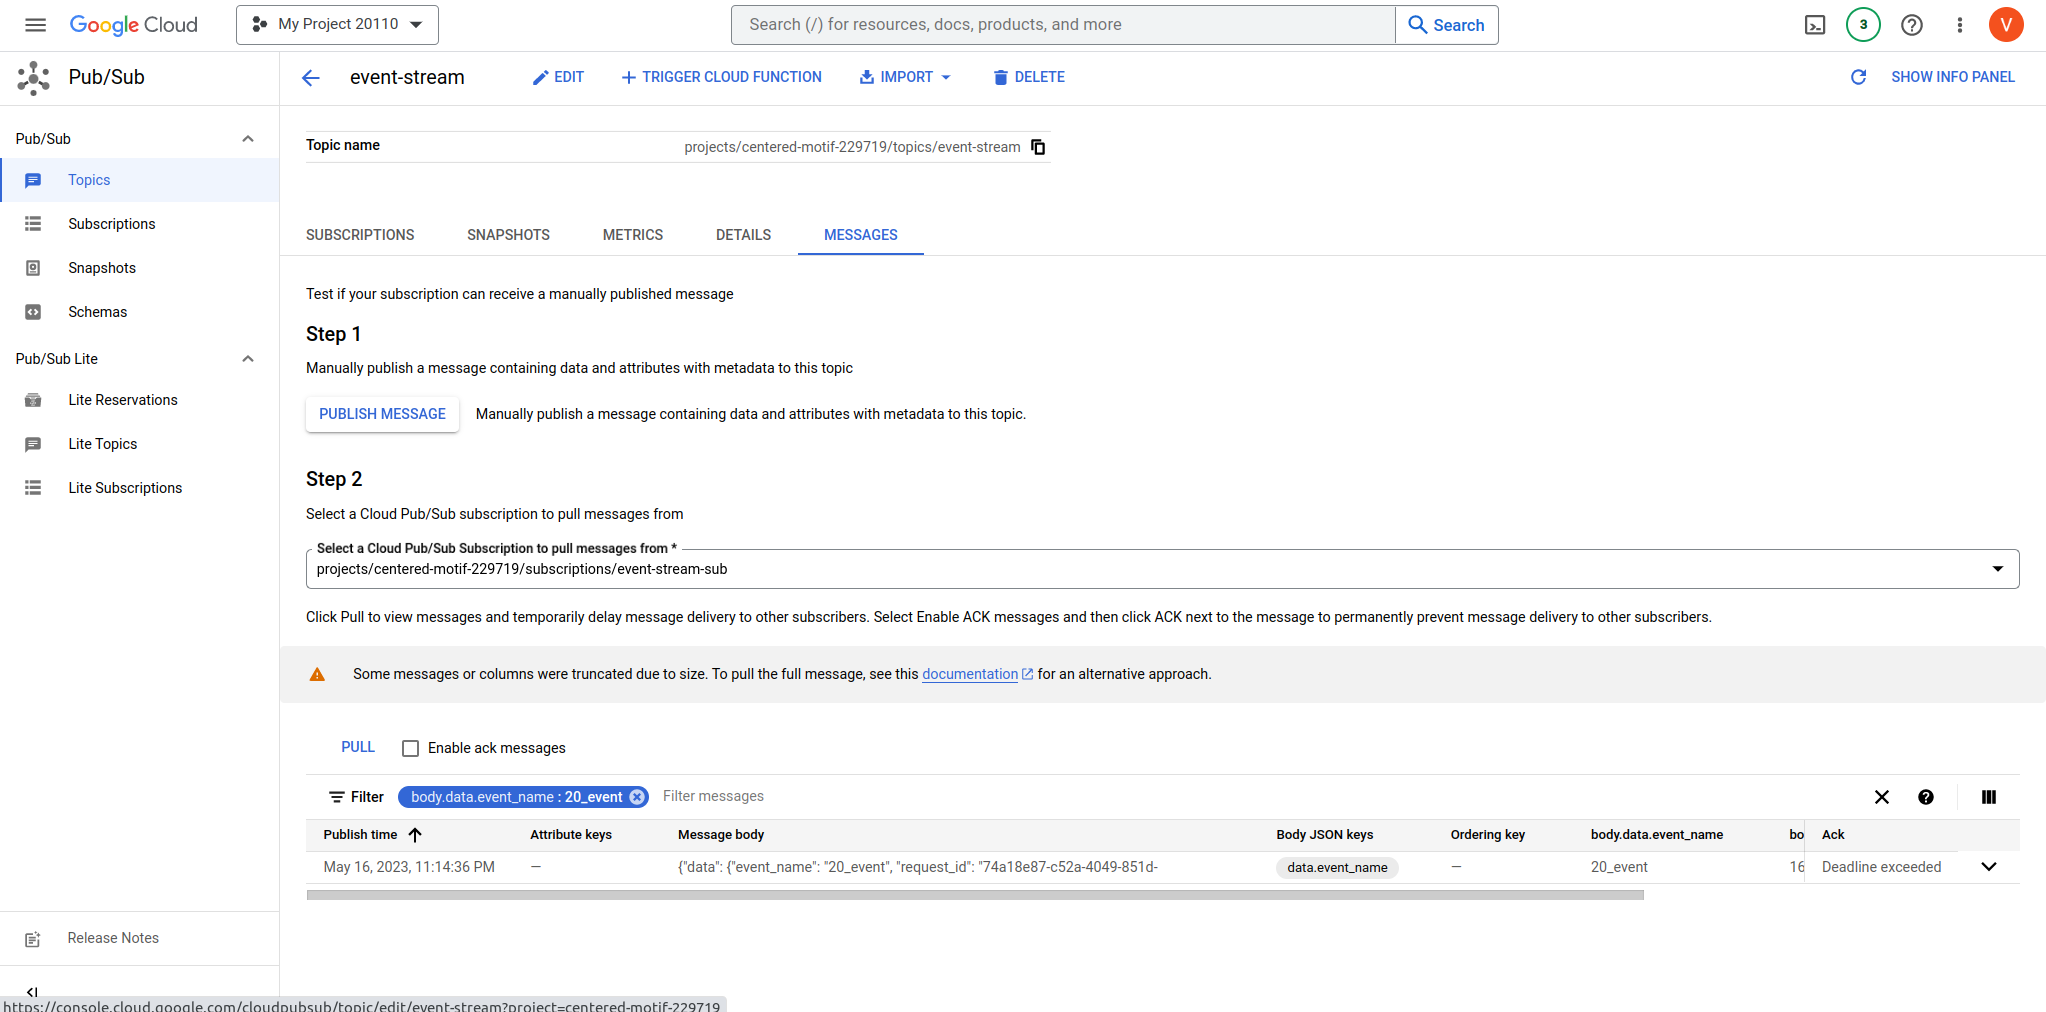 Google Cloud
My Project 20110
Search (/) for resources, docs, products, and more
Search
3
V
Pub/Sub
event-stream
EDIT
TRIGGER CLOUD FUNCTION
IMPORT
DELETE
SHOW INFO PANEL
Pub/Sub
Topics
Subscriptions
Snapshots
Schemas
Pub/Sub Lite
Lite Reservations
Lite Topics
Lite Subscriptions
Release Notes
Topic name
projects/centered-motif-229719/topics/event-stream
SUBSCRIPTIONS
SNAPSHOTS
METRICS
DETAILS
MESSAGES
Test if your subscription can receive a manually published message
Step 1
Manually publish a message containing data and attributes with metadata to this topic
PUBLISH MESSAGE
Manually publish a message containing data and attributes with metadata to this topic.
Step 2
Select a Cloud Pub/Sub subscription to pull messages from
Select a Cloud Pub/Sub Subscription to pull messages from *
projects/centered-motif-229719/subscriptions/event-stream-sub
Click Pull to view messages and temporarily delay message delivery to other subscribers. Select Enable ACK messages and then click ACK next to the message to permanently prevent message delivery to other subscribers.
Some messages or columns were truncated due to size. To pull the full message, see this documentation for an alternative approach.
PULL
Enable ack messages
Filter
body.data.event_name : 20_event
Filter messages
Publish time
Attribute keys
Message body
Body JSON keys
Ordering key
body.data.event_name
bo
Ack
May 16, 2023, 11:14:36 PM
—
{"data": {"event_name": "20_event", "request_id": "74a18e87-c52a-4049-851d-
data.event_name
—
20_event
16
Deadline exceeded
https://console.cloud.google.com/cloudpubsub/topic/edit/event-stream?project=centered-motif-229719